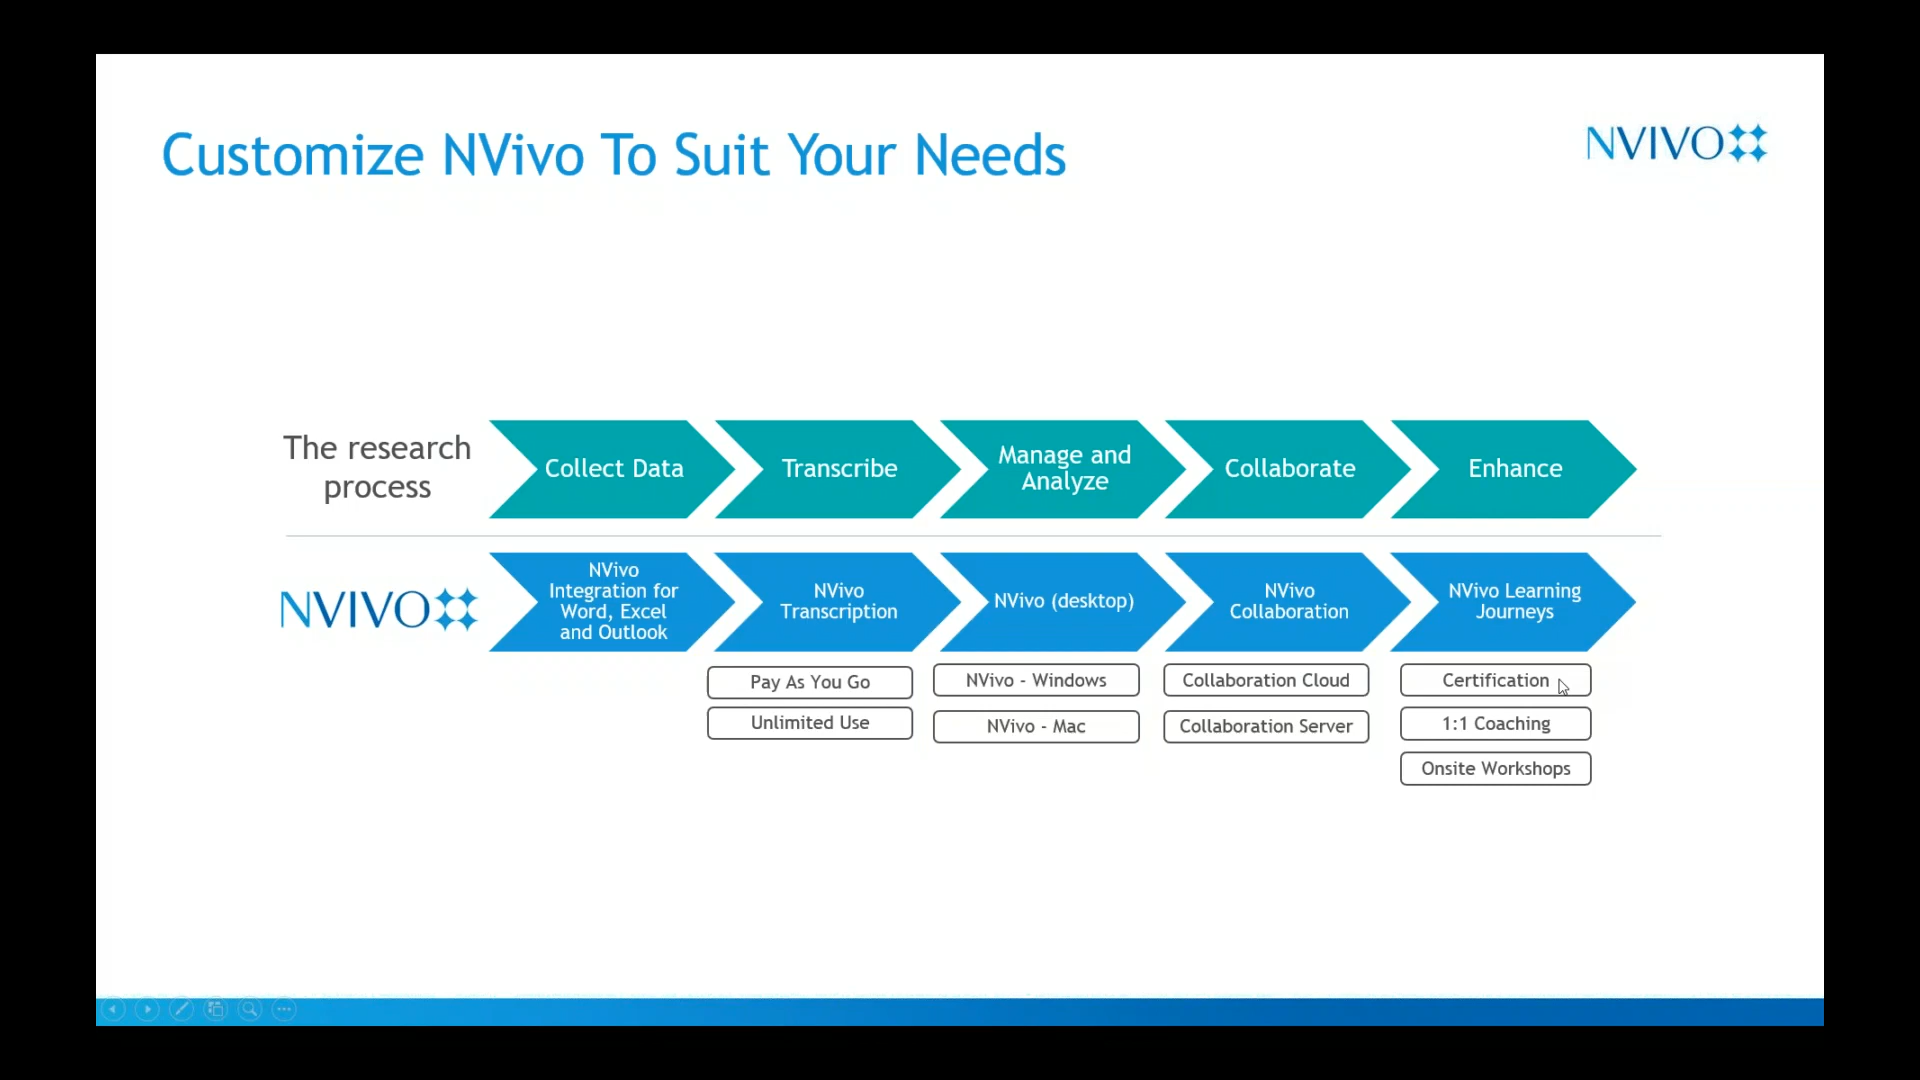 Customize NVivo To Suit Your Needs
NVIVO
The research
process
Collect Data
Transcribe
Manage and
Analyze
Collaborate
Enhance
NVIVO
NVivo
Integration for
Word, Excel
and Outlook
NVivo
Transcription
NVivo (desktop)
NVivo
Collaboration
NVivo Learning
Journeys
Pay As You Go
Unlimited Use
NVivo - Windows
NVivo - Mac
Collaboration Cloud
Collaboration Server
Certification
1:1 Coaching
Onsite Workshops